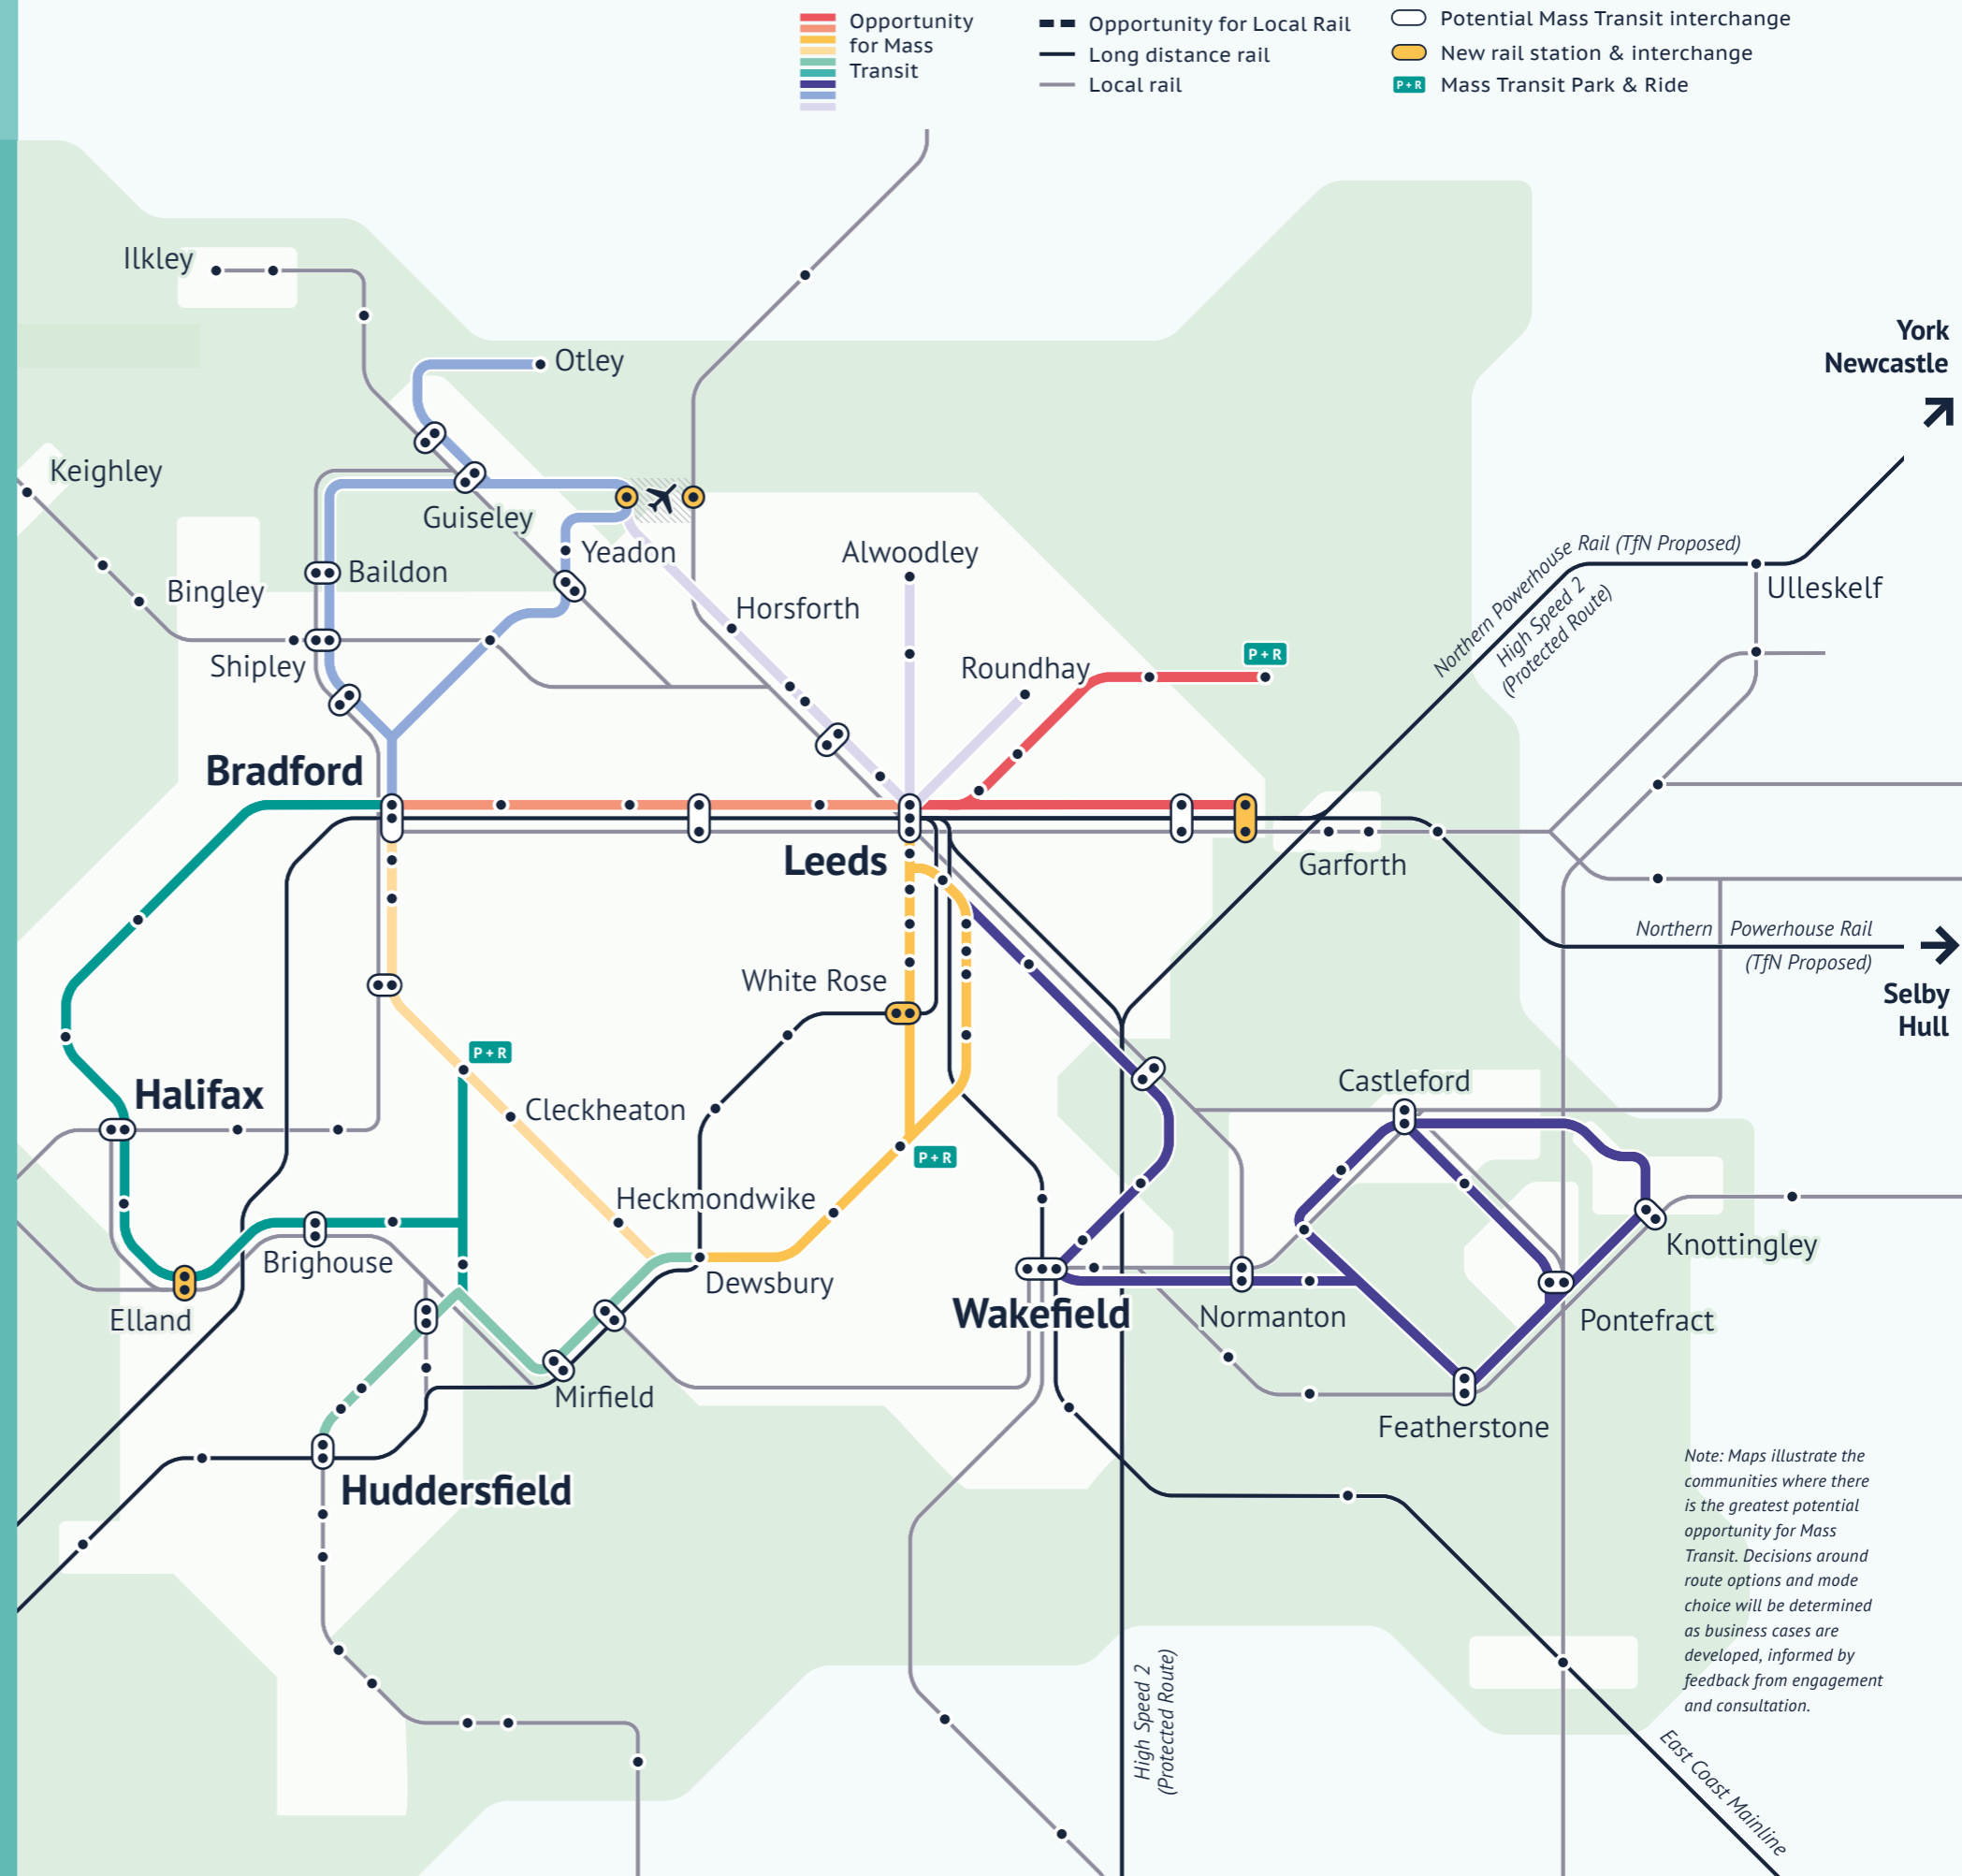 Opportunity
for Mass
Transit
Opportunity for Local Rail
Long distance rail
Local rail
Potential Mass Transit interchange
New rail station & interchange
P+R
Mass Transit Park & Ride
Ilkley
York
Newcastle
Otley
Keighley
Guiseley
Northern Powerhouse Rail (TfN Proposed)
High Speed 2
(Protected Route)
Yeadon
Alwoodley
Baildon
Bingley
Ulleskelf
Horsforth
P+R
Shipley
Roundhay
Bradford
Leeds
Garforth
Northern Powerhouse Rail
(TfN Proposed)
White Rose
Selby
Hull
P+R
Halifax
Castleford
Cleckheaton
P+R
Heckmondwike
Knottingley
Brighouse
Dewsbury
Wakefield
Normanton
Elland
Pontefract
Mirfield
Featherstone
Huddersfield
Note: Maps illustrate the
communities where there
is the greatest potential
opportunity for Mass
Transit. Decisions around
route options and mode
choice will be determined
as business cases are
developed, informed by
feedback from engagement
and consultation.
High Speed 2
(Protected Route)
East Coast Mainline